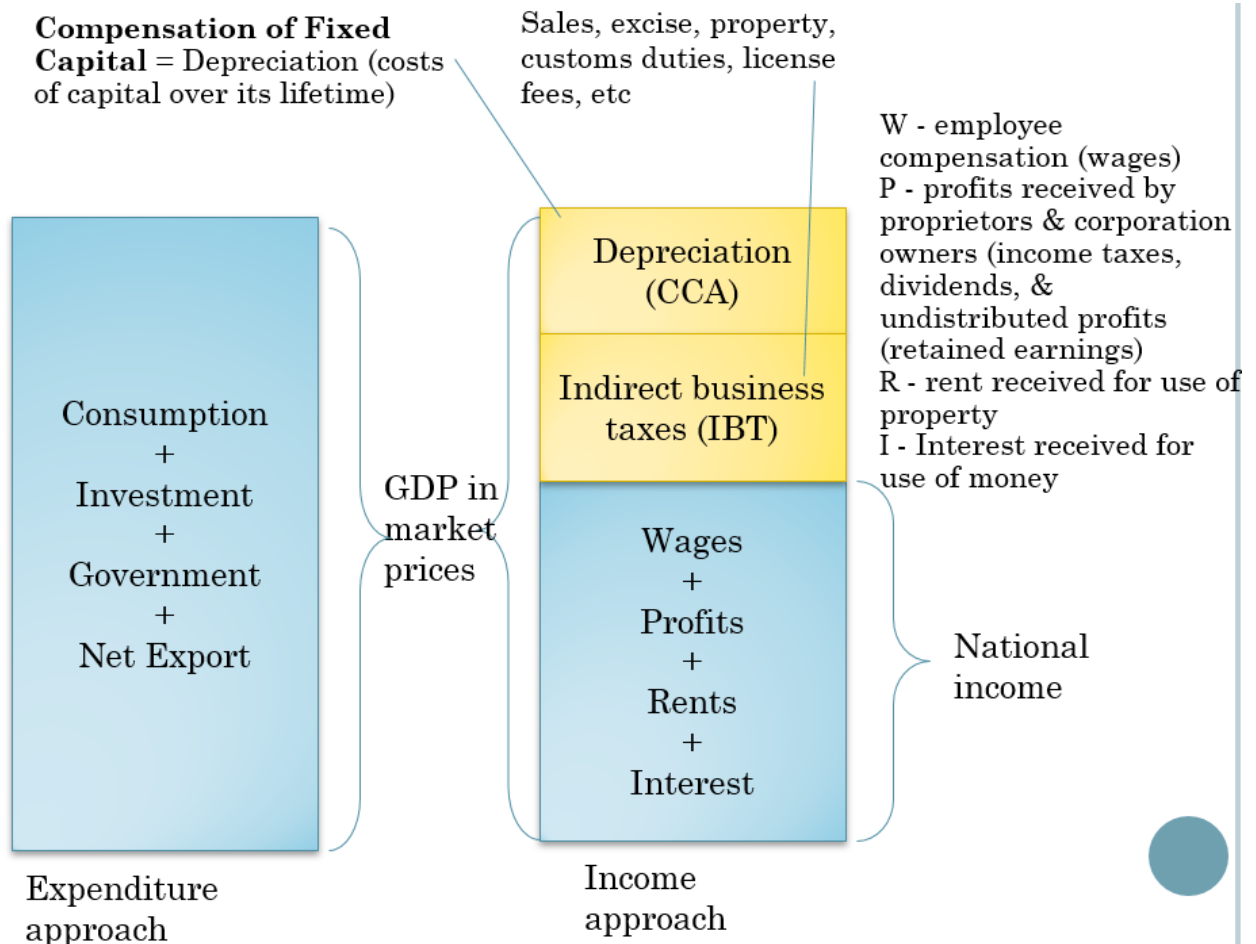 Compensation of Fixed
Capital = Depreciation (costs
of capital over its lifetime)
Sales, excise, property,
customs duties, license
fees, etc
W - employee
compensation (wages)
P - profits received by
proprietors & corporation
owners (income taxes,
dividends, &
undistributed profits
(retained earnings)
R - rent received for use of
property
I - Interest received for
use of money
Consumption
+
Investment
+
Government
+
Net Export
GDP in
market
prices
Depreciation
(CCA)
Indirect business
taxes (IBT)
Wages
+
Profits
+
Rents
+
Interest
National
income
Expenditure
approach
Income
approach